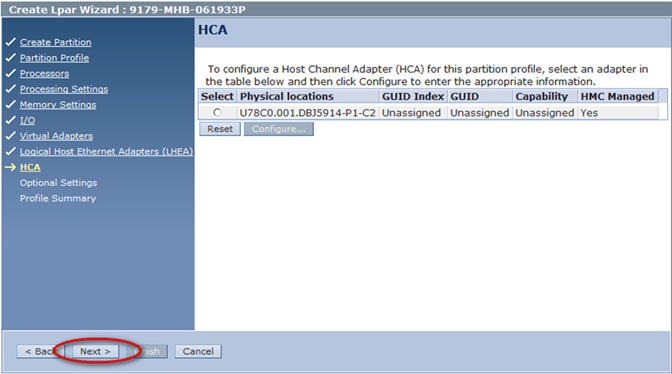 Create Lpar Wizard : 9179-MHB-061933P
Create Partition
Partition Profile
Processors
Processing Settings
Memory Settings
I/O
Virtual Adapters
Logical Host Ethernet Adapters (LHEA)
HCA
Optional Settings
Profile Summary
HCA
To configure a Host Channel Adapter (HCA) for this partition profile, select an adapter in
the table below and then click Configure to enter the appropriate information.
Select Physical locations GUID Index GUID Capability HMC Managed
U78C0.001.DBJ5914-P1-C2 Unassigned Unassigned Unassigned Yes
Reset Configure...
< Back Next > Finish Cancel